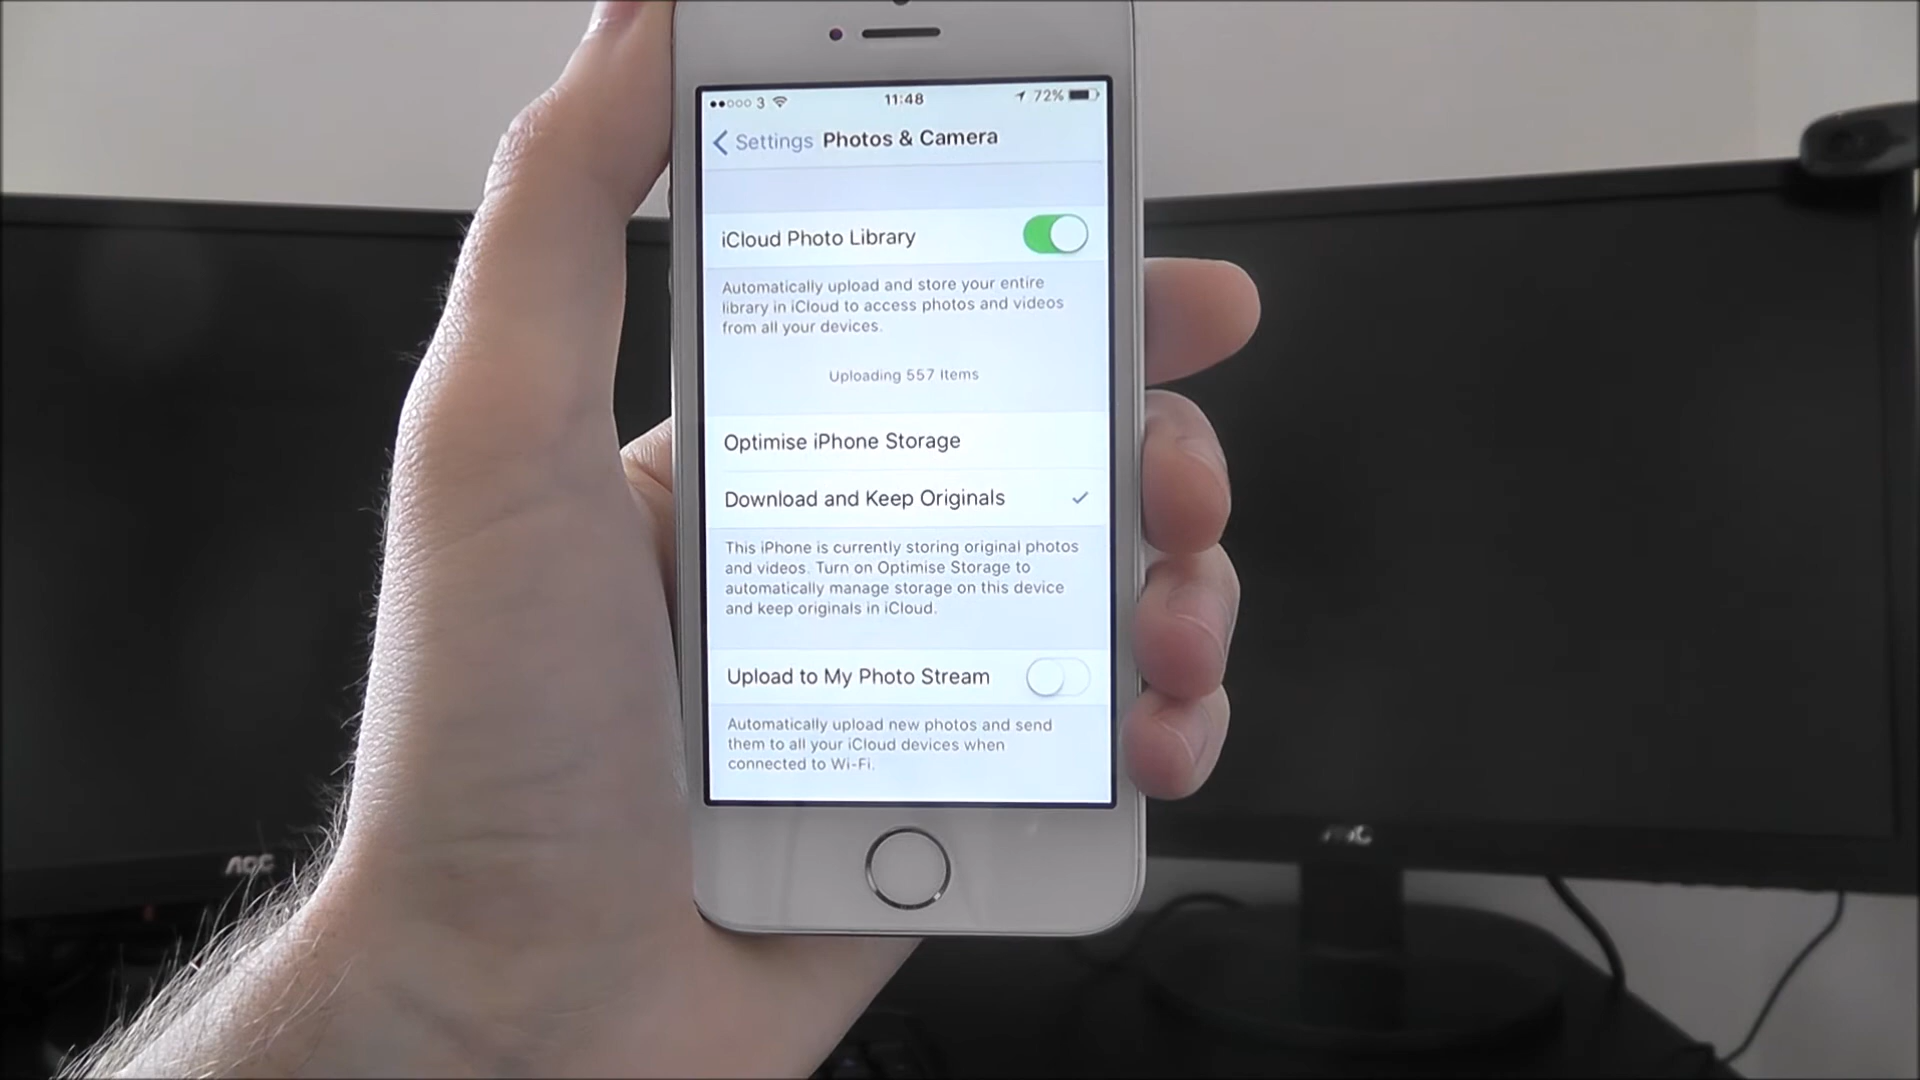 3 11:48 72%
Settings Photos & Camera
iCloud Photo Library
Automatically upload and store your entire
library in iCloud to access photos and videos
from all your devices.
Uploading 557 Items
Optimise iPhone Storage
Download and Keep Originals
This iPhone is currently storing original photos
and videos. Turn on Optimise Storage to
automatically manage storage on this device
and keep originals in iCloud.
Upload to My Photo Stream
Automatically upload new photos and send
them to all your iCloud devices when
connected to Wi-Fi.
AOC
AOC